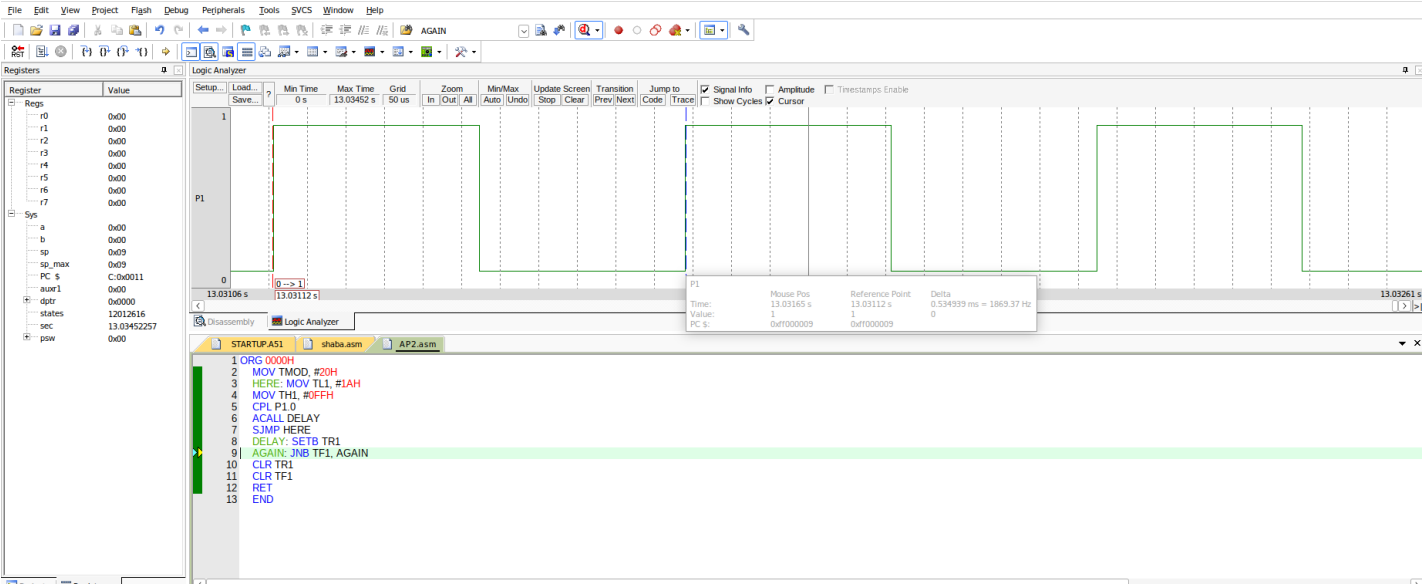 File Edit View Project Flash Debug Peripherals Tools SVCS Window Help
AGAIN
RST
Registers
Logic Analyzer
Setup... Load... ? Min Time Max Time Grid Zoom Min/Max Update Screen Transition Jump to Signal Info Amplitude Timestamps Enable
Save... 0 s 13.03452 s 50 us In Out All Auto Undo Stop Clear Prev Next Code Trace Show Cycles Cursor
Register Value
Regs
r0 0x00
r1 0x00
r2 0x00
r3 0x00
r4 0x00
r5 0x00
r6 0x00
r7 0x00
Sys
a 0x00
b 0x00
sp 0x09
sp_max 0x09
PC $ C:0x0011
auxr1 0x00
dptr 0x0000
states 12012616
sec 13.03452257
psw 0x00
1
P1
0
0 --> 1
13.03106 s 13.03112 s 13.03261 s
P1
Mouse Pos Reference Point Delta
Time: 13.03165 s 13.03112 s 0.534939 ms = 1869.37 Hz
Value: 1 1 0
PC $: 0xff000009 0xff000009
Disassembly Logic Analyzer
STARTUP.A51 shaba.asm AP2.asm
1 ORG 0000H
2 MOV TMOD, #20H
3 HERE: MOV TL1, #1AH
4 MOV TH1, #0FFH
5 CPL P1.0
6 ACALL DELAY
7 SJMP HERE
8 DELAY: SETB TR1
9 AGAIN: JNB TF1, AGAIN
10 CLR TR1
11 CLR TF1
12 RET
13 END